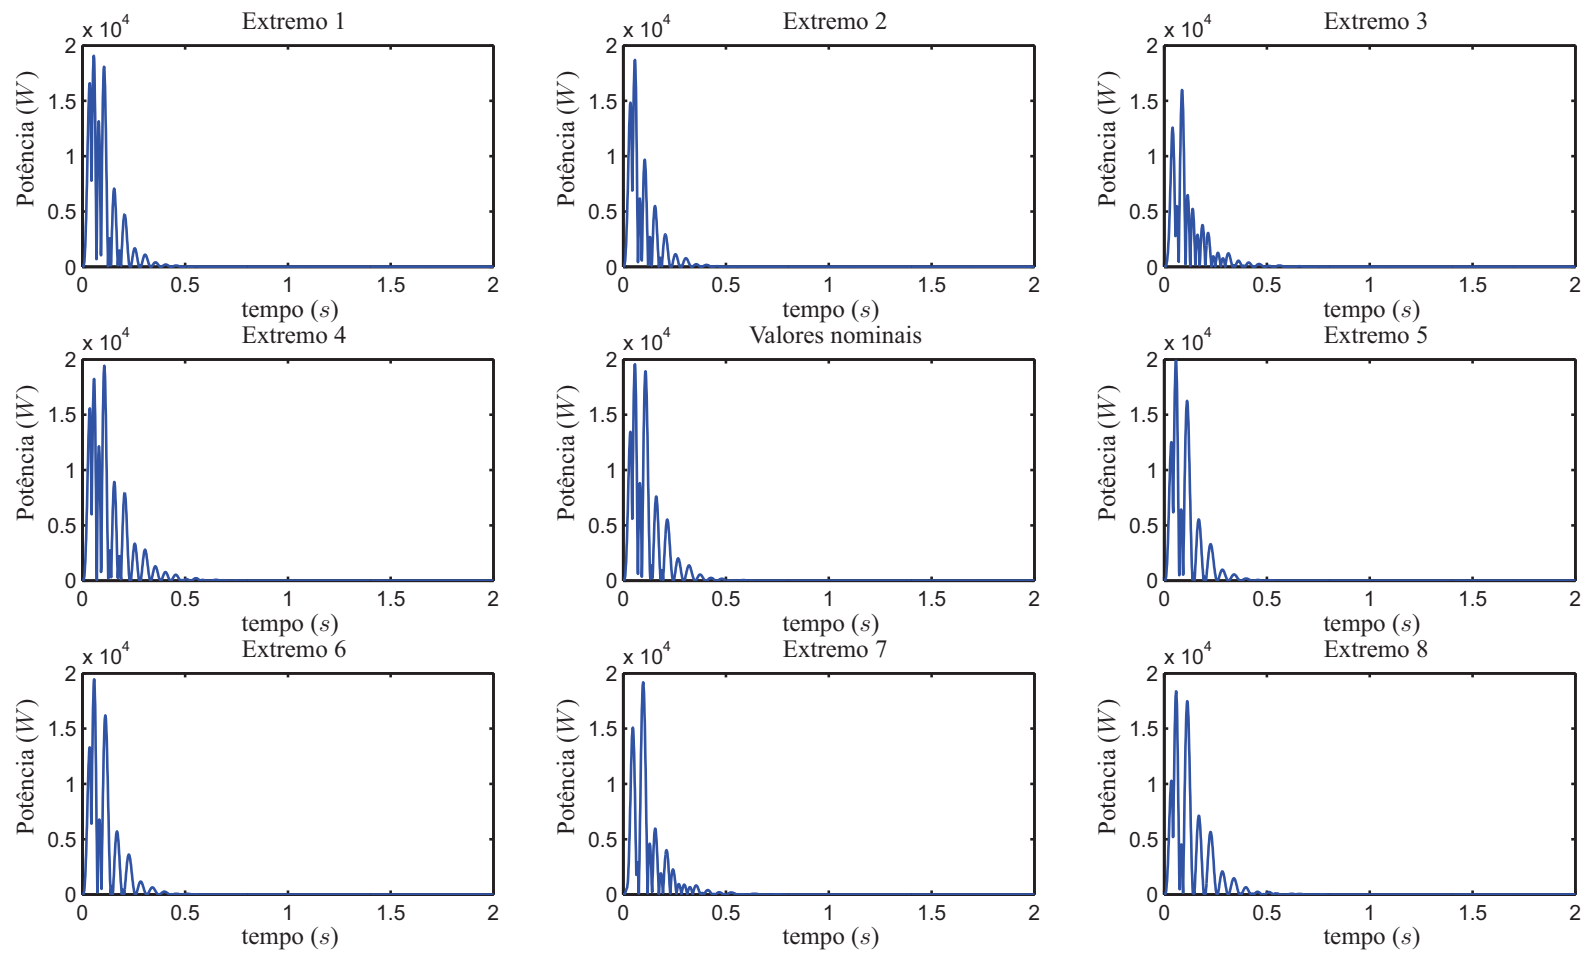 Extremo 1
x 10^4
Potência (W)
2
1.5
1
0.5
0
0 0.5 1 1.5 2
tempo (s)
Extremo 2
x 10^4
Potência (W)
2
1.5
1
0.5
0
0 0.5 1 1.5 2
tempo (s)
Extremo 3
x 10^4
Potência (W)
2
1.5
1
0.5
0
0 0.5 1 1.5 2
tempo (s)
Extremo 4
x 10^4
Potência (W)
2
1.5
1
0.5
0
0 0.5 1 1.5 2
tempo (s)
Valores nominais
x 10^4
Potência (W)
2
1.5
1
0.5
0
0 0.5 1 1.5 2
tempo (s)
Extremo 5
x 10^4
Potência (W)
2
1.5
1
0.5
0
0 0.5 1 1.5 2
tempo (s)
Extremo 6
x 10^4
Potência (W)
2
1.5
1
0.5
0
0 0.5 1 1.5 2
tempo (s)
Extremo 7
x 10^4
Potência (W)
2
1.5
1
0.5
0
0 0.5 1 1.5 2
tempo (s)
Extremo 8
x 10^4
Potência (W)
2
1.5
1
0.5
0
0 0.5 1 1.5 2
tempo (s)